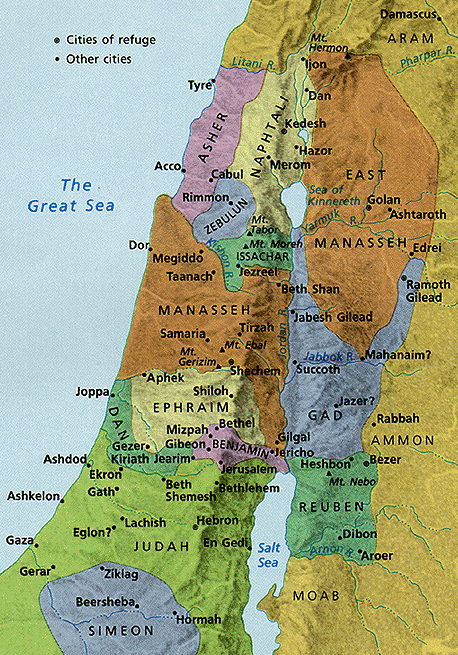 Cities of refuge
Other cities
Damascus
ARAM
Mt.
Hermon
Pharpar R.
Litani R.
Ijon
Tyre
Dan
ASHER
NAPHTALI
Kedesh
Hazor
Acco
Cabul
Merom
EAST
MANASSEH
The
Great Sea
Rimmon
ZEBULUN
Sea of
Kinnereth
Golan
Ashtaroth
Yarmuk R.
Mt.
Tabor
Mt. Moreh
Kishon R.
ISSACHAR
Dor
Megiddo
Edrei
Jezreel
Taanach
Beth Shan
Ramoth
Gilead
MANASSEH
Jabesh Gilead
Tirzah
Samaria
Mt. Ebal
Jordan R.
Mt.
Gerizim
Shechem
Jabbok R.
Mahanaim?
Succoth
Aphek
Joppa
Shiloh
DAN
EPHRAIM
Jazer?
GAD
Mizpah
Bethel
Rabbah
Gezer
Gibeon
BENJAMIN
Gilgal
AMMON
Kiriath Jearim
Jericho
Ashdod
Ekron
Jerusalem
Heshbon
Bezer
Mt. Nebo
Beth
Shemesh
Bethlehem
Gath
Ashkelon
REUBEN
Lachish
Eglon?
Hebron
Dibon
Gaza
JUDAH
En Gedi
Salt
Sea
Arnon R.
Aroer
Gerar
Ziklag
MOAB
Beersheba
Hormah
SIMEON